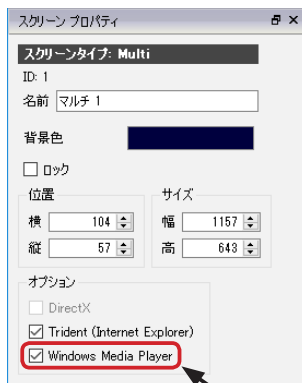 スクリーン プロパティ
スクリーンタイプ: Multi
ID: 1
名前 マルチ 1
背景色
ロック
位置
横 104
縦 57
サイズ
幅 1157
高 643
オプション
DirectX
Trident (Internet Explorer)
Windows Media Player